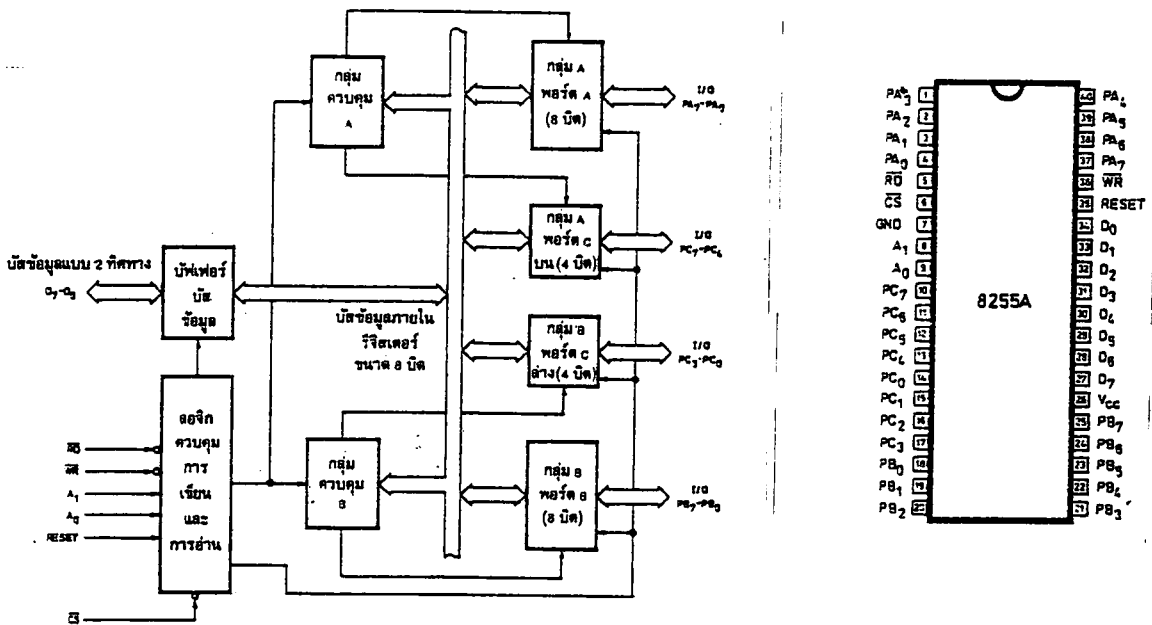 กลุ่ม
ควบคุม
A
กลุ่ม A
พอร์ต A
(8 บิต)
I/O
PA₇-PA₀
กลุ่ม A
พอร์ต C
บน (4 บิต)
I/O
PC₇-PC₄
บัสข้อมูลแบบ 2 ทิศทาง
D₇-D₀
บัฟเฟอร์
บัส
ข้อมูล
บัสข้อมูลภายใน
รีจิสเตอร์
ขนาด 8 บิต
กลุ่ม B
พอร์ต C
ล่าง (4 บิต)
I/O
PC₃-PC₀
ลอจิก
ควบคุม
การ
เขียน
และ
การอ่าน
R̅D̅
W̅R̅
A₁
A₀
RESET
C̅S̅
กลุ่ม
ควบคุม
B
กลุ่ม B
พอร์ต B
(8 บิต)
I/O
PB₇-PB₀
8255A
PA₃ 1
PA₂ 2
PA₁ 3
PA₀ 4
R̅D̅ 5
C̅S̅ 6
GND 7
A₁ 8
A₀ 9
PC₇ 10
PC₆ 11
PC₅ 12
PC₄ 13
PC₀ 14
PC₁ 15
PC₂ 16
PC₃ 17
PB₀ 18
PB₁ 19
PB₂ 20
40 PA₄
39 PA₅
38 PA₆
37 PA₇
36 W̅R̅
35 RESET
34 D₀
33 D₁
32 D₂
31 D₃
30 D₄
29 D₅
28 D₆
27 D₇
26 V_CC
25 PB₇
24 PB₆
23 PB₅
22 PB₄
21 PB₃